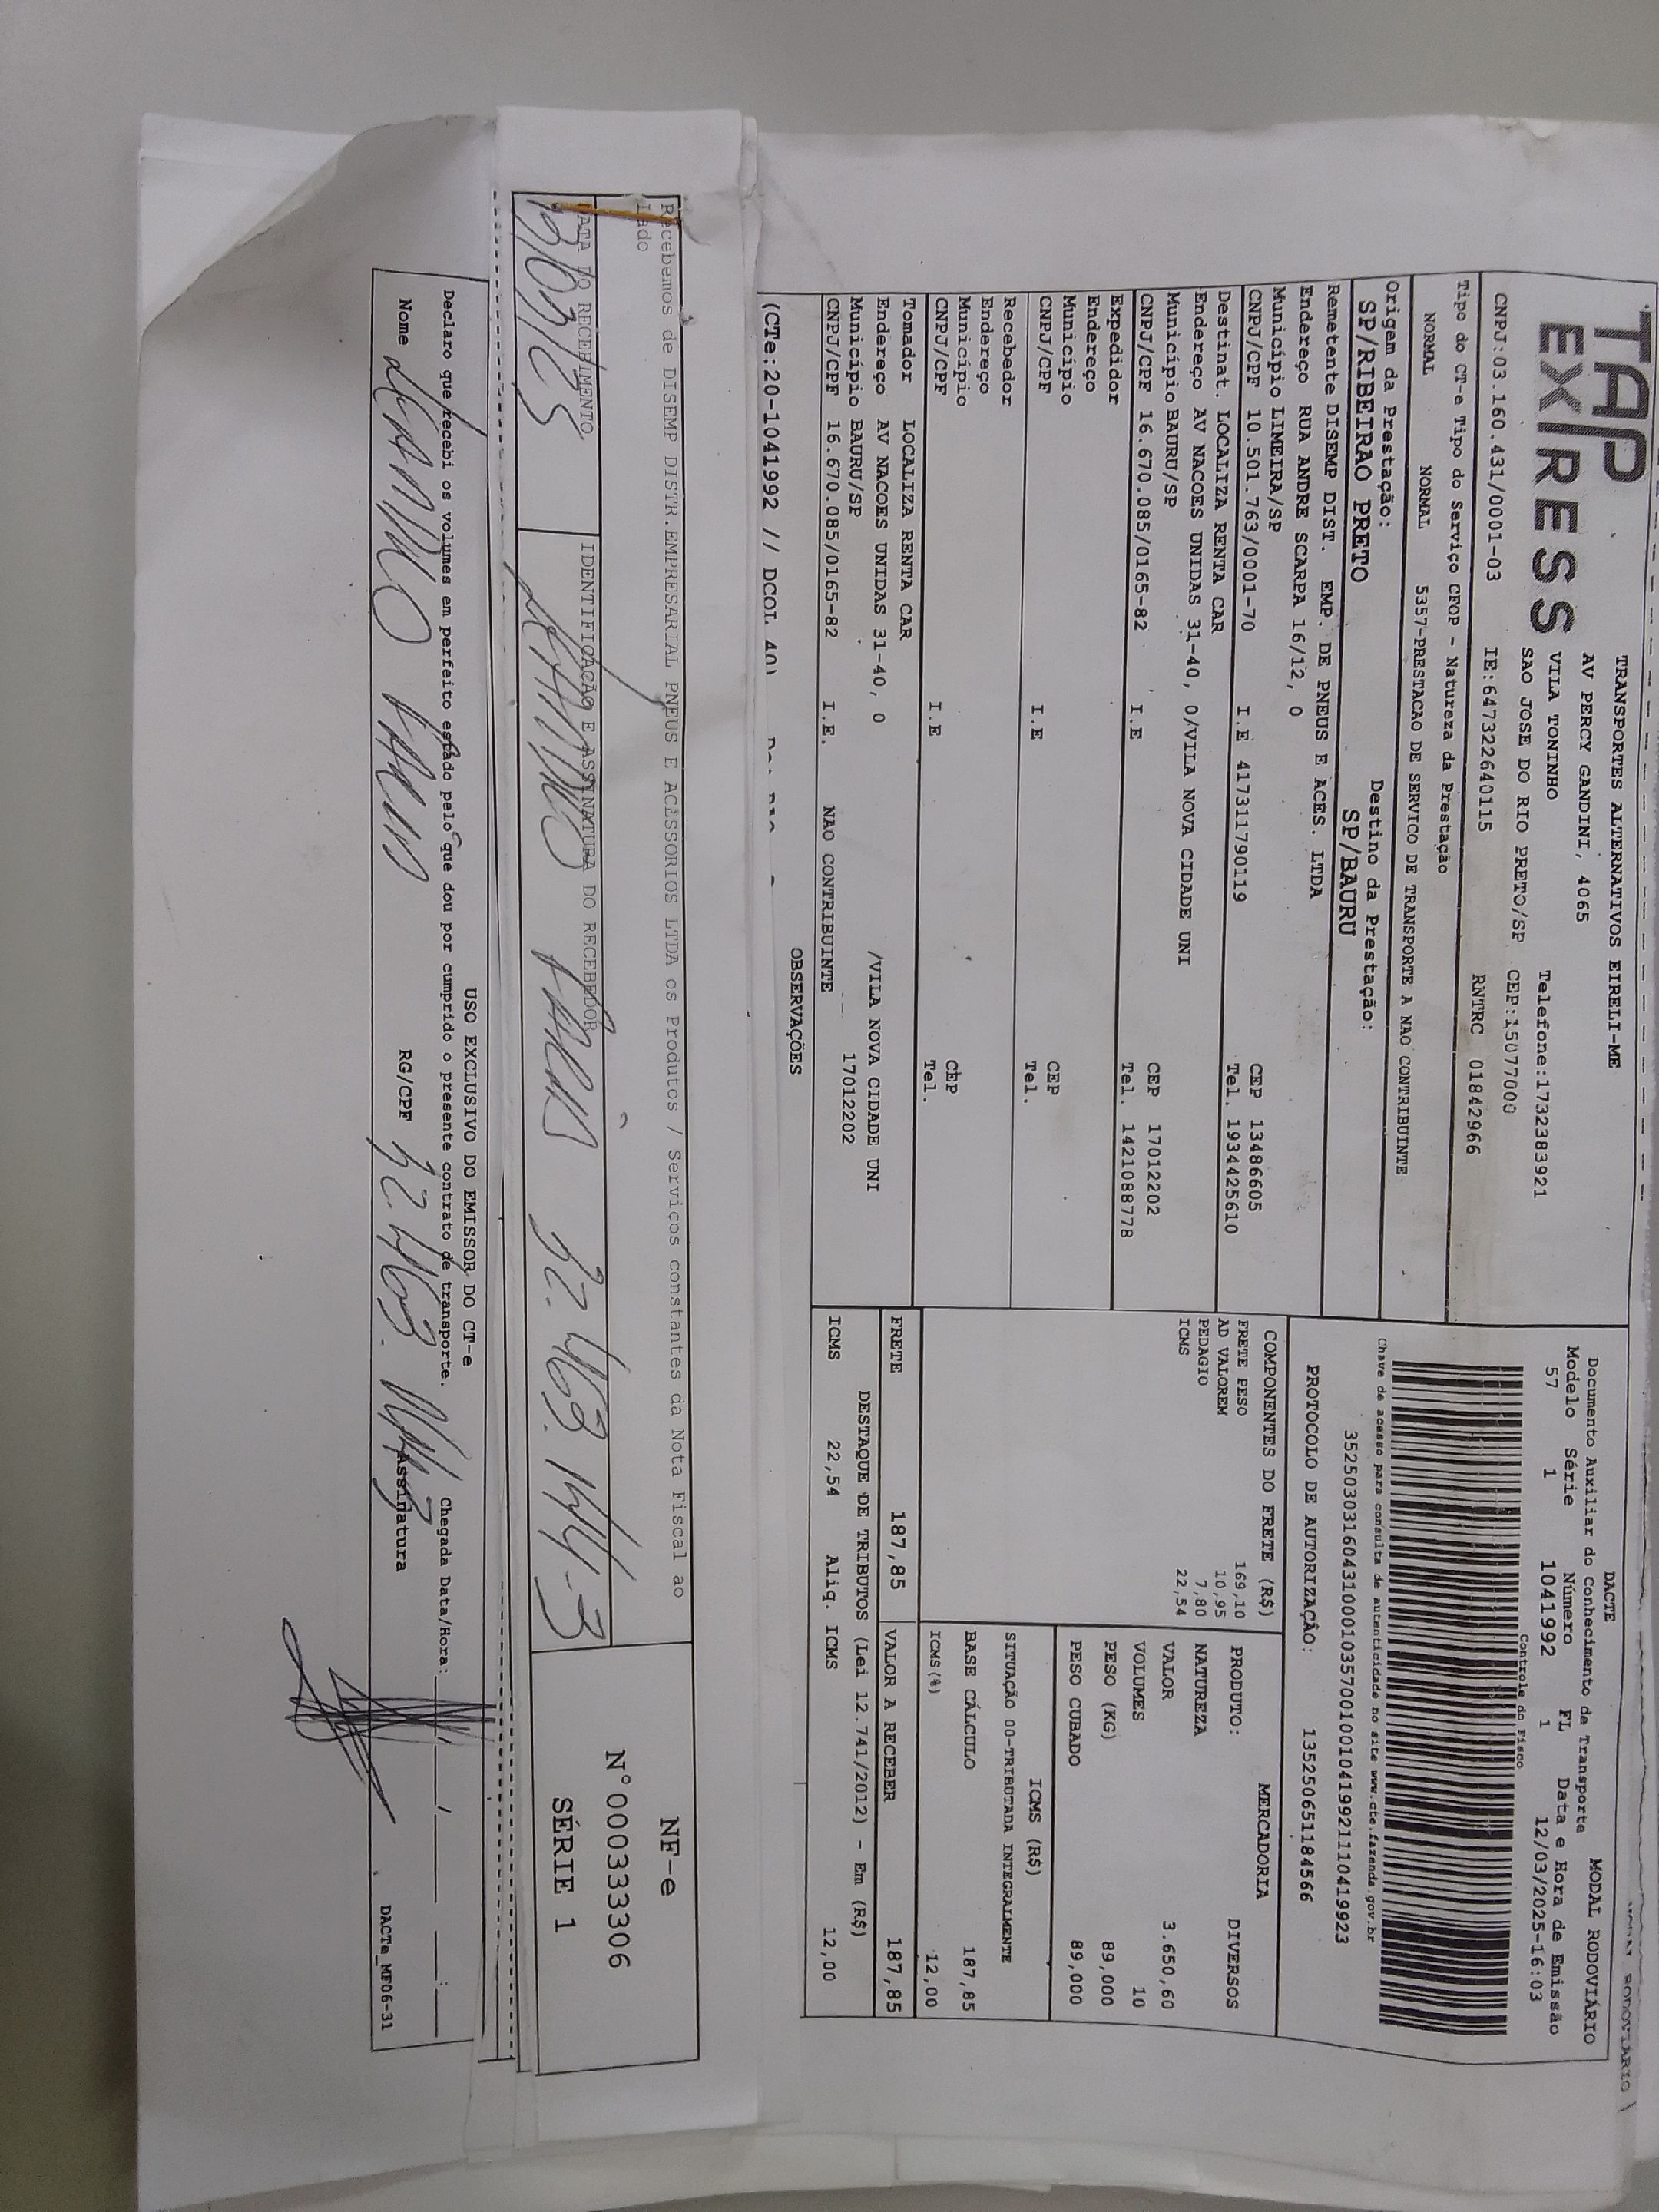 TAP
EX/RESS
TRANSPORTES ALTERNATIVOS EIRELI-ME
AV PERCY GANDINI, 4065
VILA TONINHO
Telefone:1732383921
SAO JOSE DO RIO PRETO/SP CEP:15077000
CNPJ:03.160.431/0001-03 IE:647322640115 RNTRC 01842966
Tipo do CT-e Tipo do Serviço CFOP - Natureza da Prestação
NORMAL NORMAL 5357-PRESTACAO DE SERVICO DE TRANSPORTE A NAO CONTRIBUINTE
Origem da Prestação: Destino da Prestação:
SP/RIBEIRAO PRETO SP/BAURU
Remetente DISEMP DIST. EMP. DE PNEUS E ACES. LTDA
Endereço RUA ANDRE SCARPA 16/12, 0
Município LIMEIRA/SP CEP 13486605
CNPJ/CPF 10.501.763/0001-70 I.E 417311790119 Tel. 1934425610
Destinat. LOCALIZA RENTA CAR
Endereço AV NACOES UNIDAS 31-40, 0/VILA NOVA CIDADE UNI
Município BAURU/SP CEP 17012202
CNPJ/CPF 16.670.085/0165-82 I.E Tel. 1421088778
Expedidor
Endereço
Município CEP
CNPJ/CPF I.E Tel.
Recebedor
Endereço
Município CEP
CNPJ/CPF I.E Tel.
Tomador LOCALIZA RENTA CAR
Endereço AV NACOES UNIDAS 31-40, 0 /VILA NOVA CIDADE UNI
Município BAURU/SP 17012202
CNPJ/CPF 16.670.085/0165-82 I.E. NAO CONTRIBUINTE
OBSERVAÇÕES
(CTe:20-1041992 // DCOL 40)
DACTE
Documento Auxiliar do Conhecimento de Transporte
MODAL RODOVIÁRIO
Modelo Série Número FL Data e Hora de Emissão
57 1 1041992 1 12/03/2025-16:03
Controle do Fisco
Chave de acesso para consulta de autenticidade no site www.cte.fazenda.gov.br
35250303160431000103570010010419921110419923
PROTOCOLO DE AUTORIZAÇÃO: 135250651184566
COMPONENTES DO FRETE (R$)
FRETE PESO 169,10
AD VALOREM 10,95
PEDAGIO 7,80
ICMS 22,54
MERCADORIA
PRODUTO: DIVERSOS
NATUREZA
VALOR 3.650,60
VOLUMES 10
PESO (KG) 89,000
PESO CUBADO 89,000
ICMS (R$)
SITUAÇÃO 00-TRIBUTADA INTEGRALMENTE
BASE CÁLCULO 187,85
ICMS(%) 12,00
FRETE 187,85 VALOR A RECEBER 187,85
DESTAQUE DE TRIBUTOS (Lei 12.741/2012) - Em (R$)
ICMS 22,54 Aliq. ICMS 12,00
Recebemos de DISEMP DISTR.EMPRESARIAL PNEUS E ACESSORIOS LTDA os Produtos / Serviços constantes da Nota Fiscal ao
lado
DATA DO RECEBIMENTO IDENTIFICAÇÃO E ASSINATURA DO RECEBEDOR
32.463.144-3
NF-e
N°000333306
SÉRIE 1
USO EXCLUSIVO DO EMISSOR DO CT-e
Declaro que recebi os volumes em perfeito estado pelo que dou por cumprido o presente contrato de transporte. Chegada Data/Hora:
Nome RG/CPF 32.463.144-3 Assinatura
DACTe_MF06-31